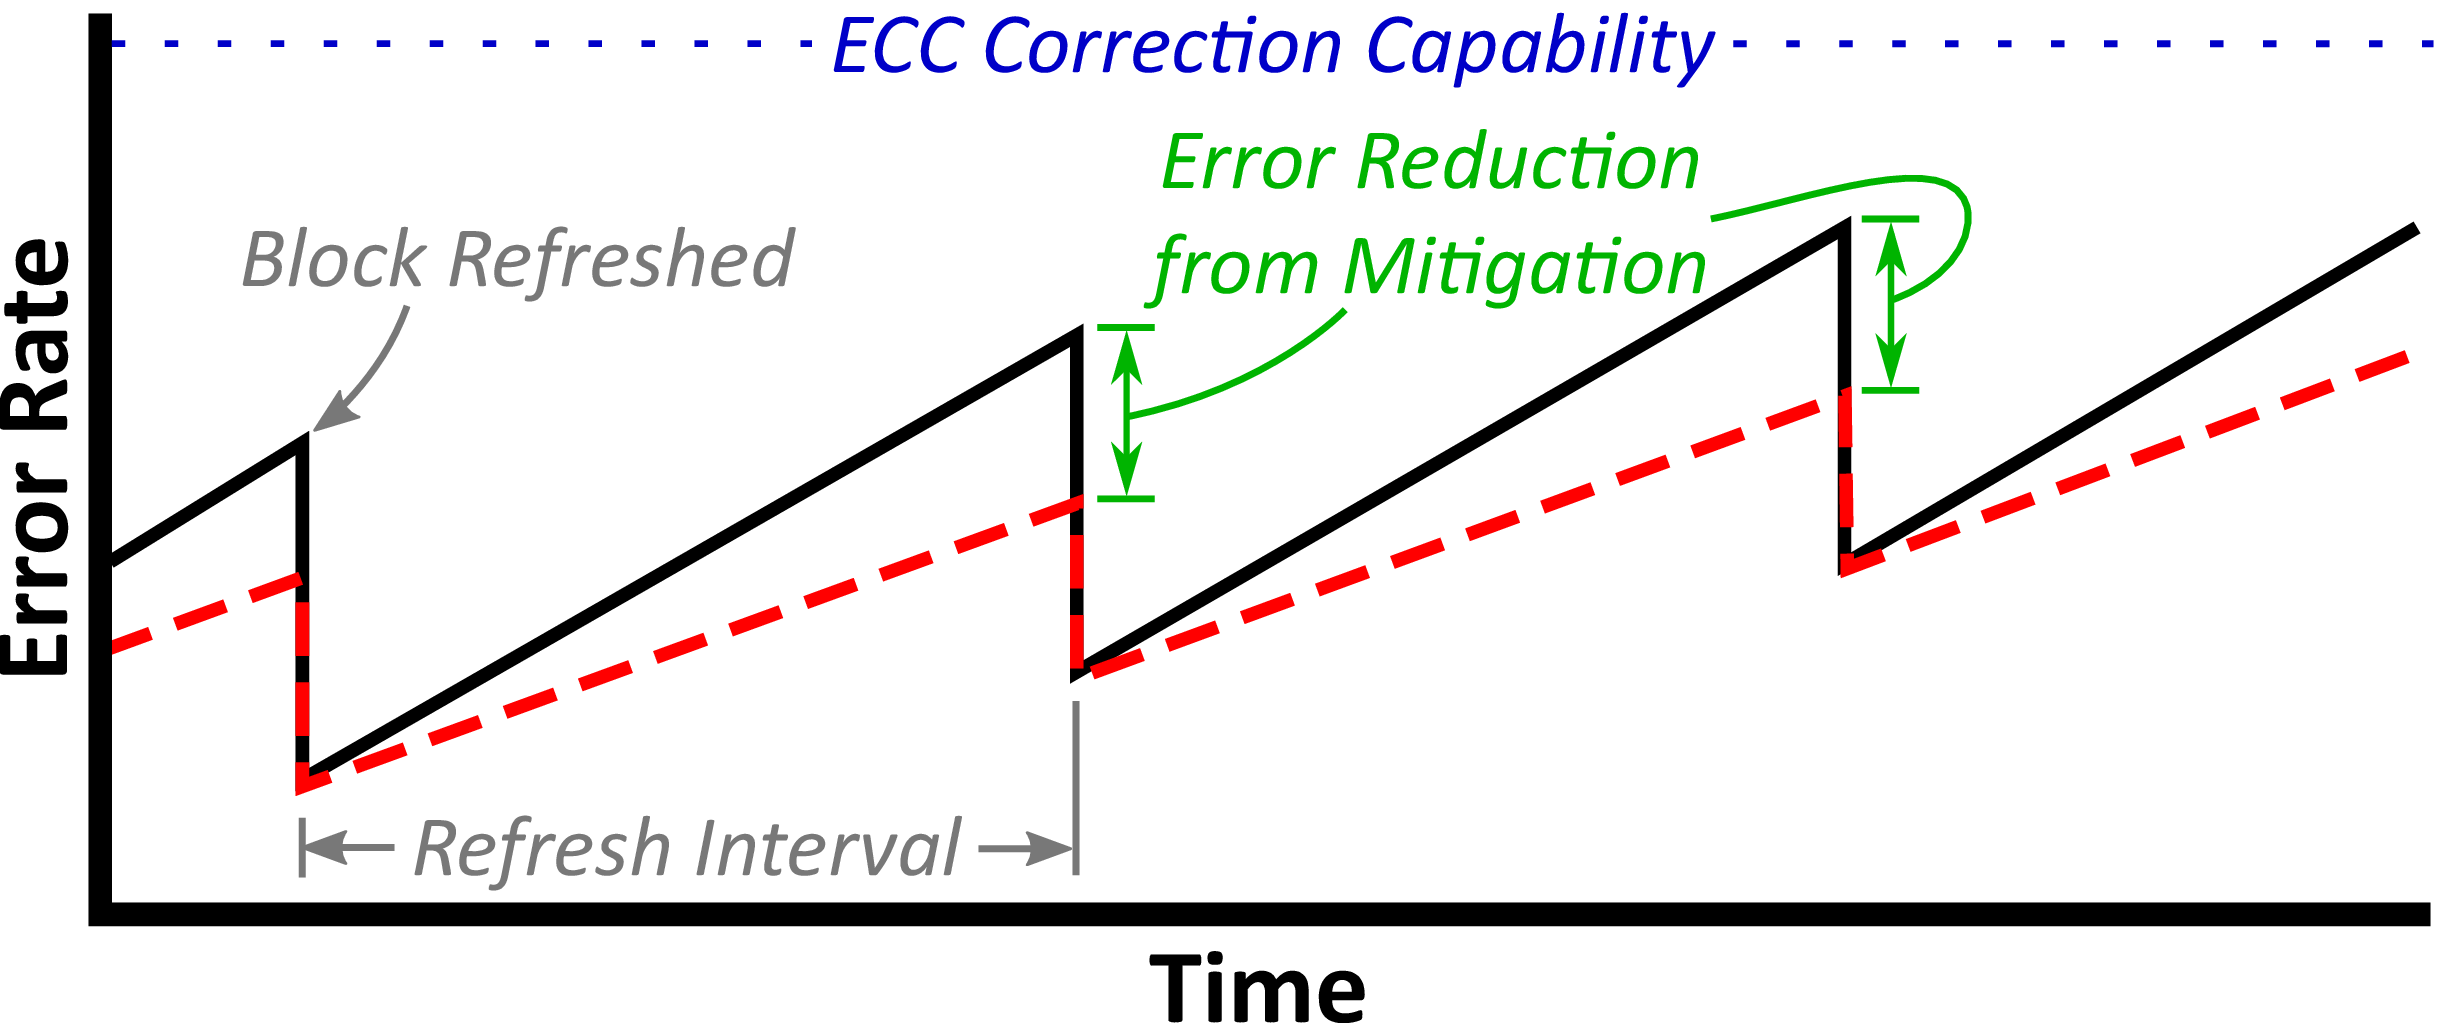 ECC Correction Capability
Error Reduction
from Mitigation
Block Refreshed
Error Rate
Refresh Interval
Time